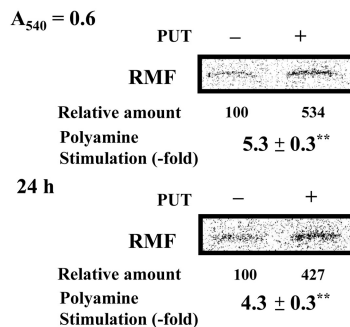 A540 = 0.6
PUT – +
RMF
Relative amount 100 534
Polyamine
Stimulation (-fold) 5.3 ± 0.3**
24 h
PUT – +
RMF
Relative amount 100 427
Polyamine
Stimulation (-fold) 4.3 ± 0.3**